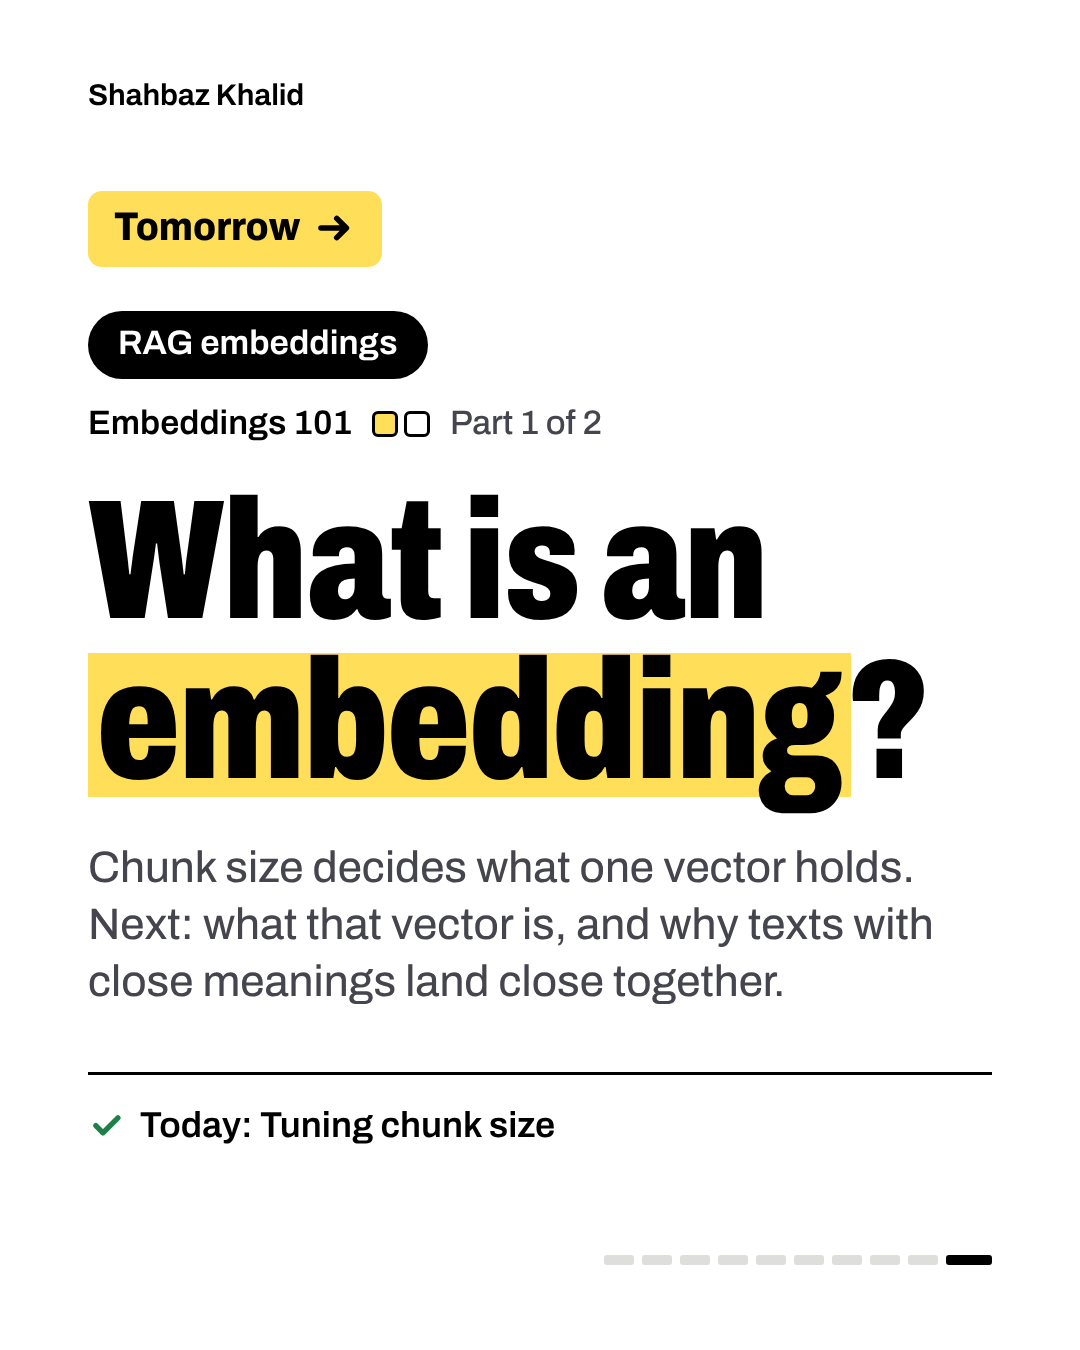 Shahbaz Khalid
Tomorrow →
RAG embeddings
Embeddings 101 Part 1 of 2
What is an
embedding?
Chunk size decides what one vector holds.
Next: what that vector is, and why texts with
close meanings land close together.
Today: Tuning chunk size